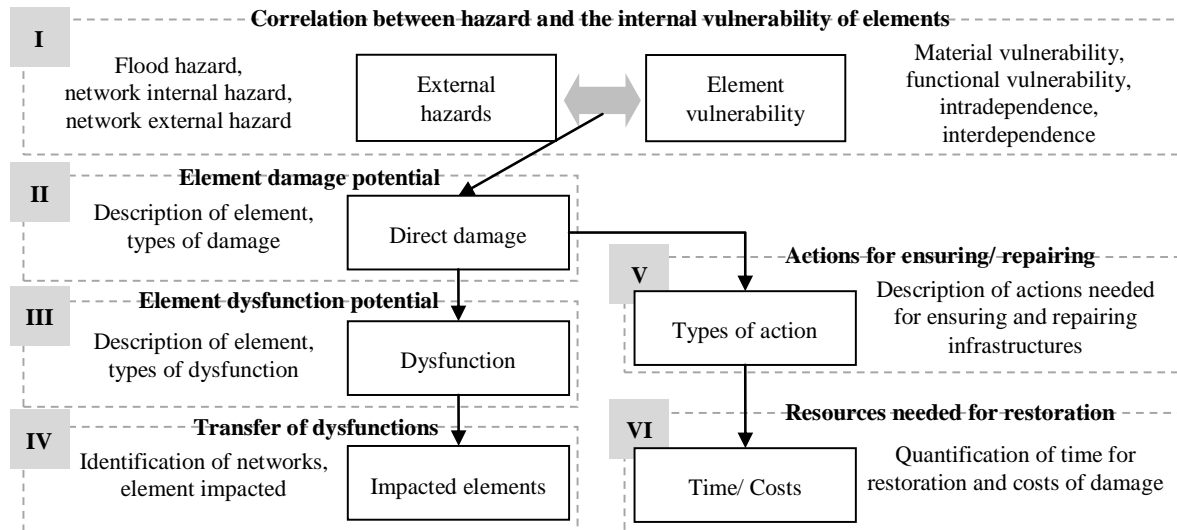 Correlation between hazard and the internal vulnerability of elements
I
Flood hazard,
network internal hazard,
network external hazard
External
hazards
Element
vulnerability
Material vulnerability,
functional vulnerability,
intradependence,
interdependence
Element damage potential
II
Description of element,
types of damage
Direct damage
Element dysfunction potential
III
Description of element,
types of dysfunction
Dysfunction
Transfer of dysfunctions
IV
Identification of networks,
element impacted
Impacted elements
Actions for ensuring/ repairing
V
Types of action
Description of actions needed
for ensuring and repairing
infrastructures
Resources needed for restoration
VI
Time/ Costs
Quantification of time for
restoration and costs of damage